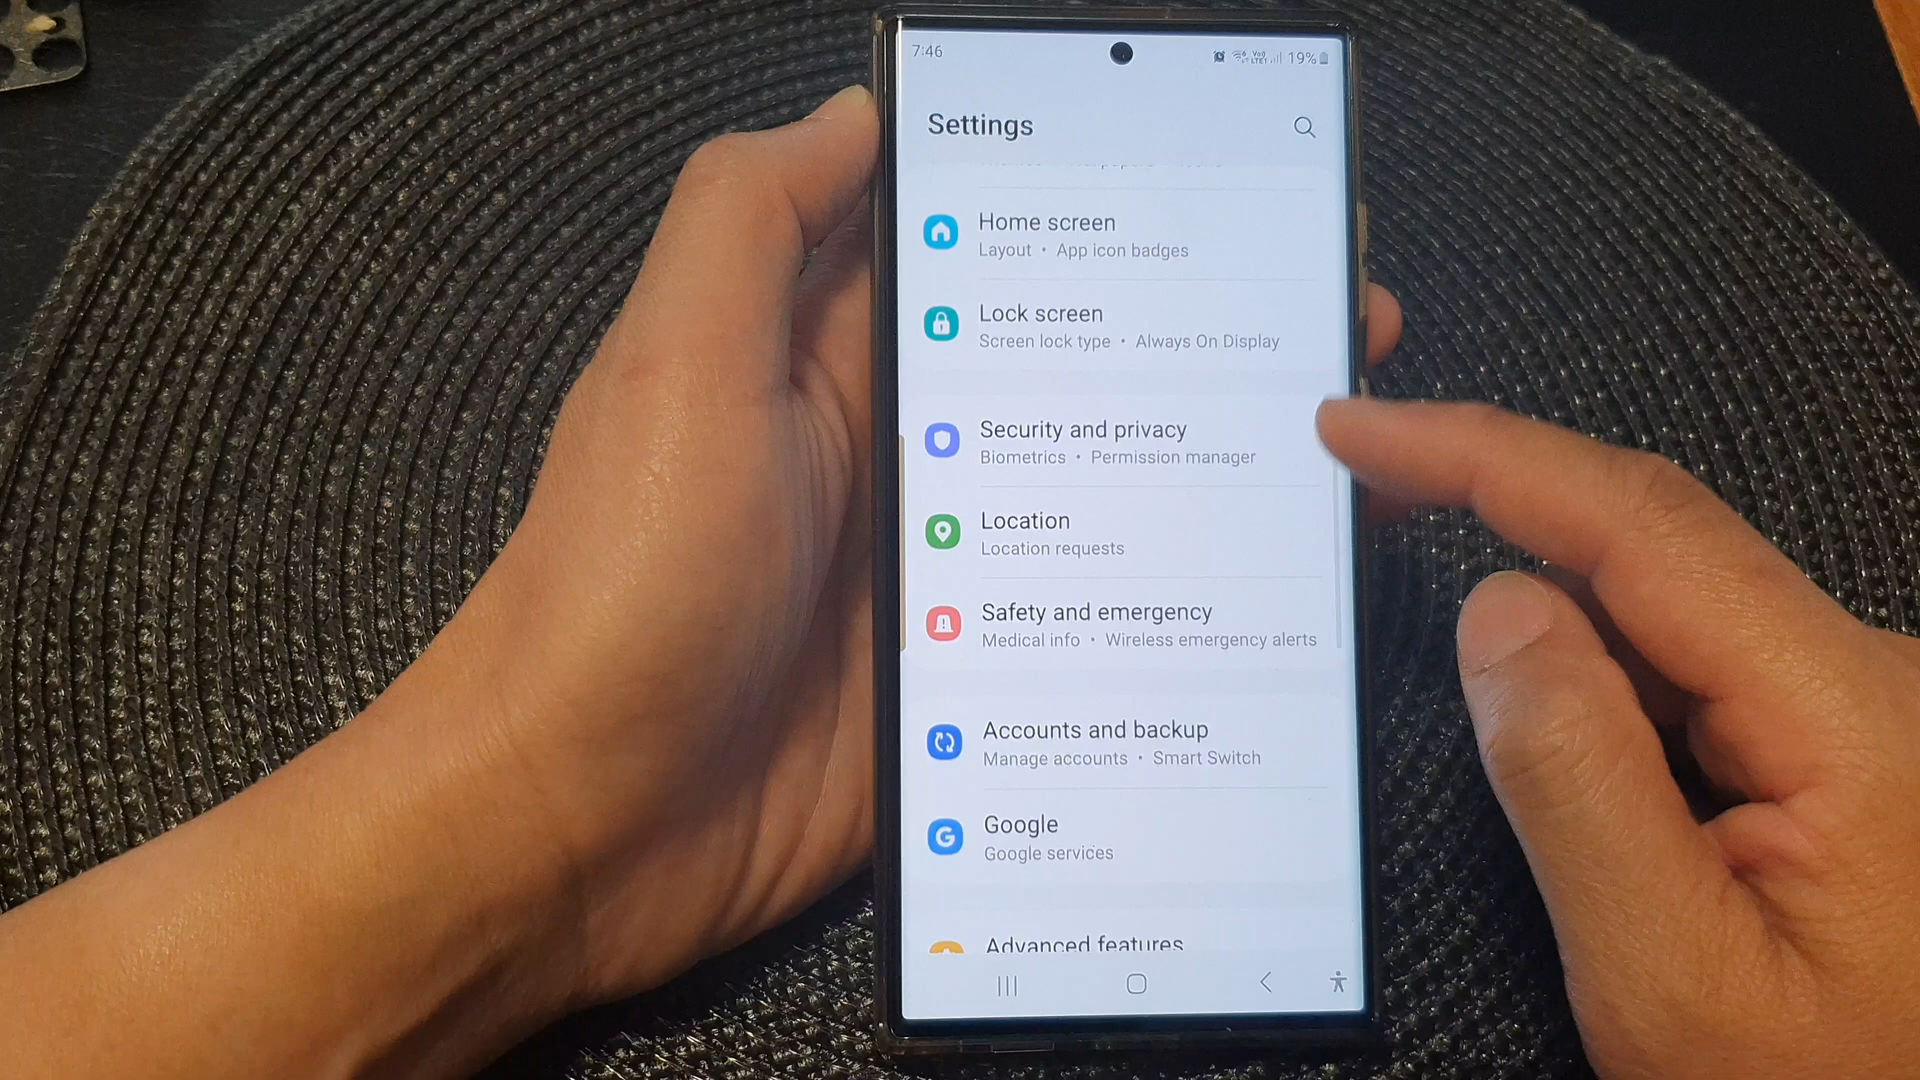 7:46
19%
Settings
Home screen
Layout • App icon badges
Lock screen
Screen lock type • Always On Display
Security and privacy
Biometrics • Permission manager
Location
Location requests
Safety and emergency
Medical info • Wireless emergency alerts
Accounts and backup
Manage accounts • Smart Switch
Google
Google services
Advanced features